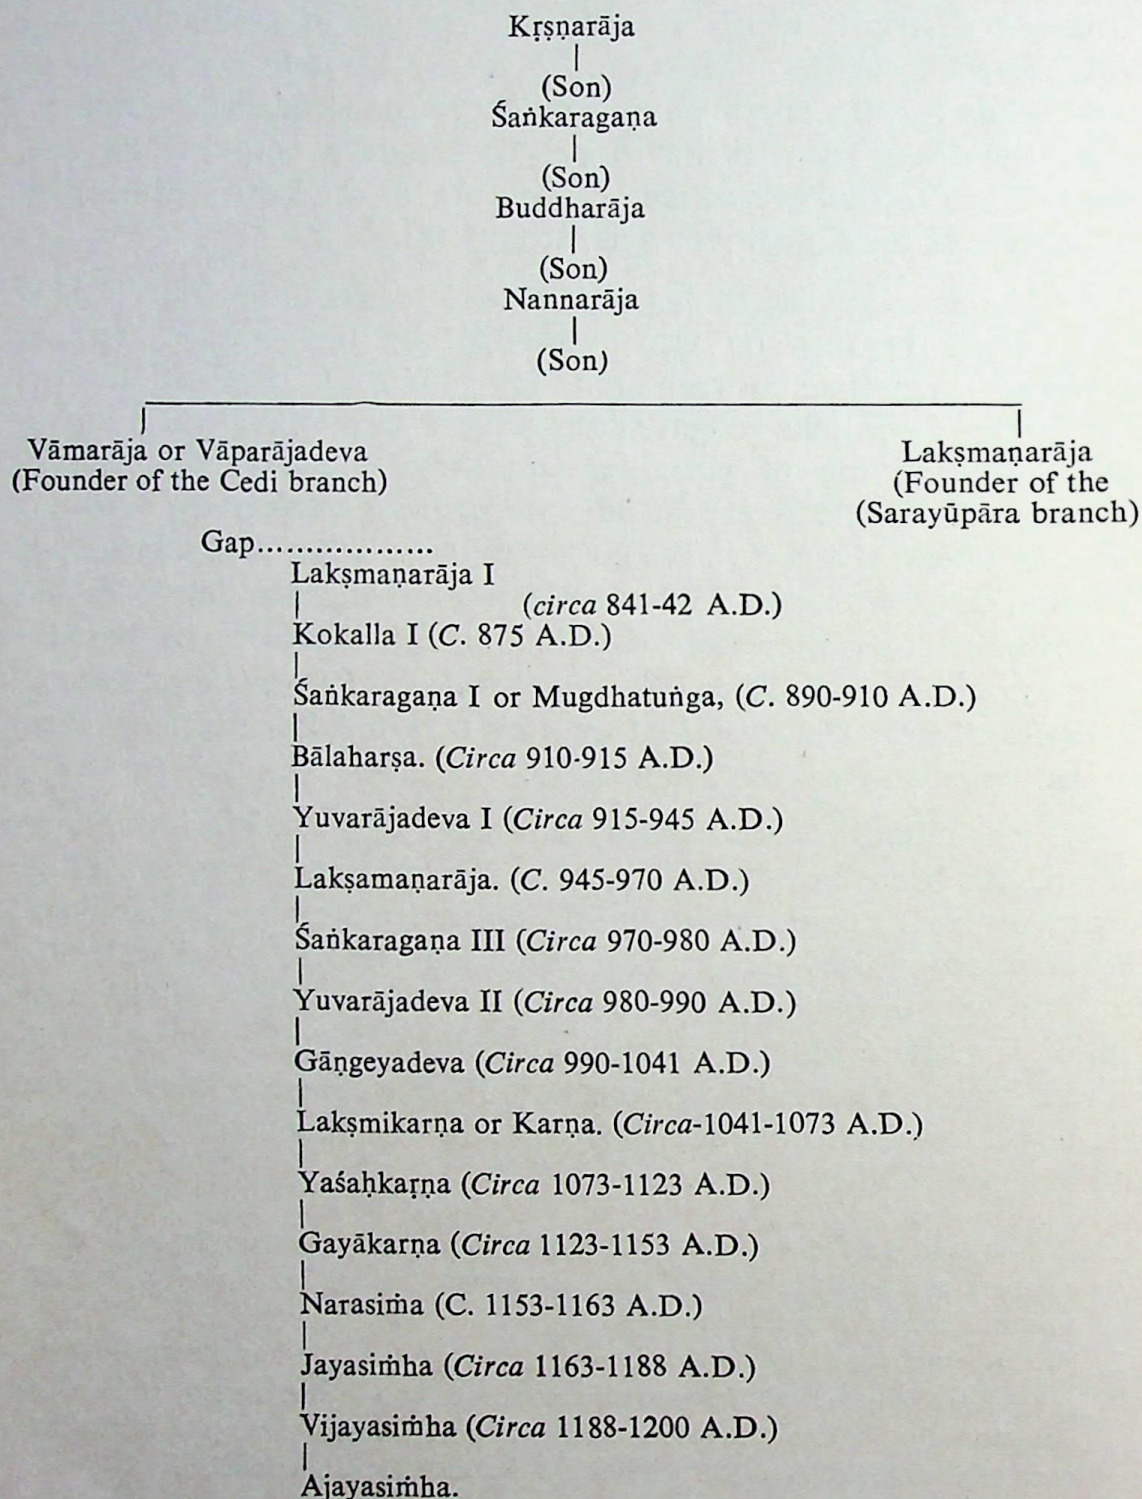 Kṛṣṇarāja
(Son)
Śaṅkaragaṇa
(Son)
Buddharāja
(Son)
Nannarāja
(Son)
Vāmarāja or Vāparājadeva
(Founder of the Cedi branch)
Lakṣmaṇarāja
(Founder of the
(Sarayūpāra branch)
Gap...................
Lakṣmaṇarāja I
(circa 841-42 A.D.)
Kokalla I (C. 875 A.D.)
Śaṅkaragaṇa I or Mugdhatuṅga, (C. 890-910 A.D.)
Bālaharṣa. (Circa 910-915 A.D.)
Yuvarājadeva I (Circa 915-945 A.D.)
Lakṣamaṇarāja. (C. 945-970 A.D.)
Śaṅkaragaṇa III (Circa 970-980 A.D.)
Yuvarājadeva II (Circa 980-990 A.D.)
Gāṇgeyadeva (Circa 990-1041 A.D.)
Lakṣmikarṇa or Karṇa. (Circa-1041-1073 A.D.)
Yaśaḥkaṛṇa (Circa 1073-1123 A.D.)
Gayākarṇa (Circa 1123-1153 A.D.)
Narasiṁa (C. 1153-1163 A.D.)
Jayasiṁha (Circa 1163-1188 A.D.)
Vijayasiṁha (Circa 1188-1200 A.D.)
Ajayasiṁha.